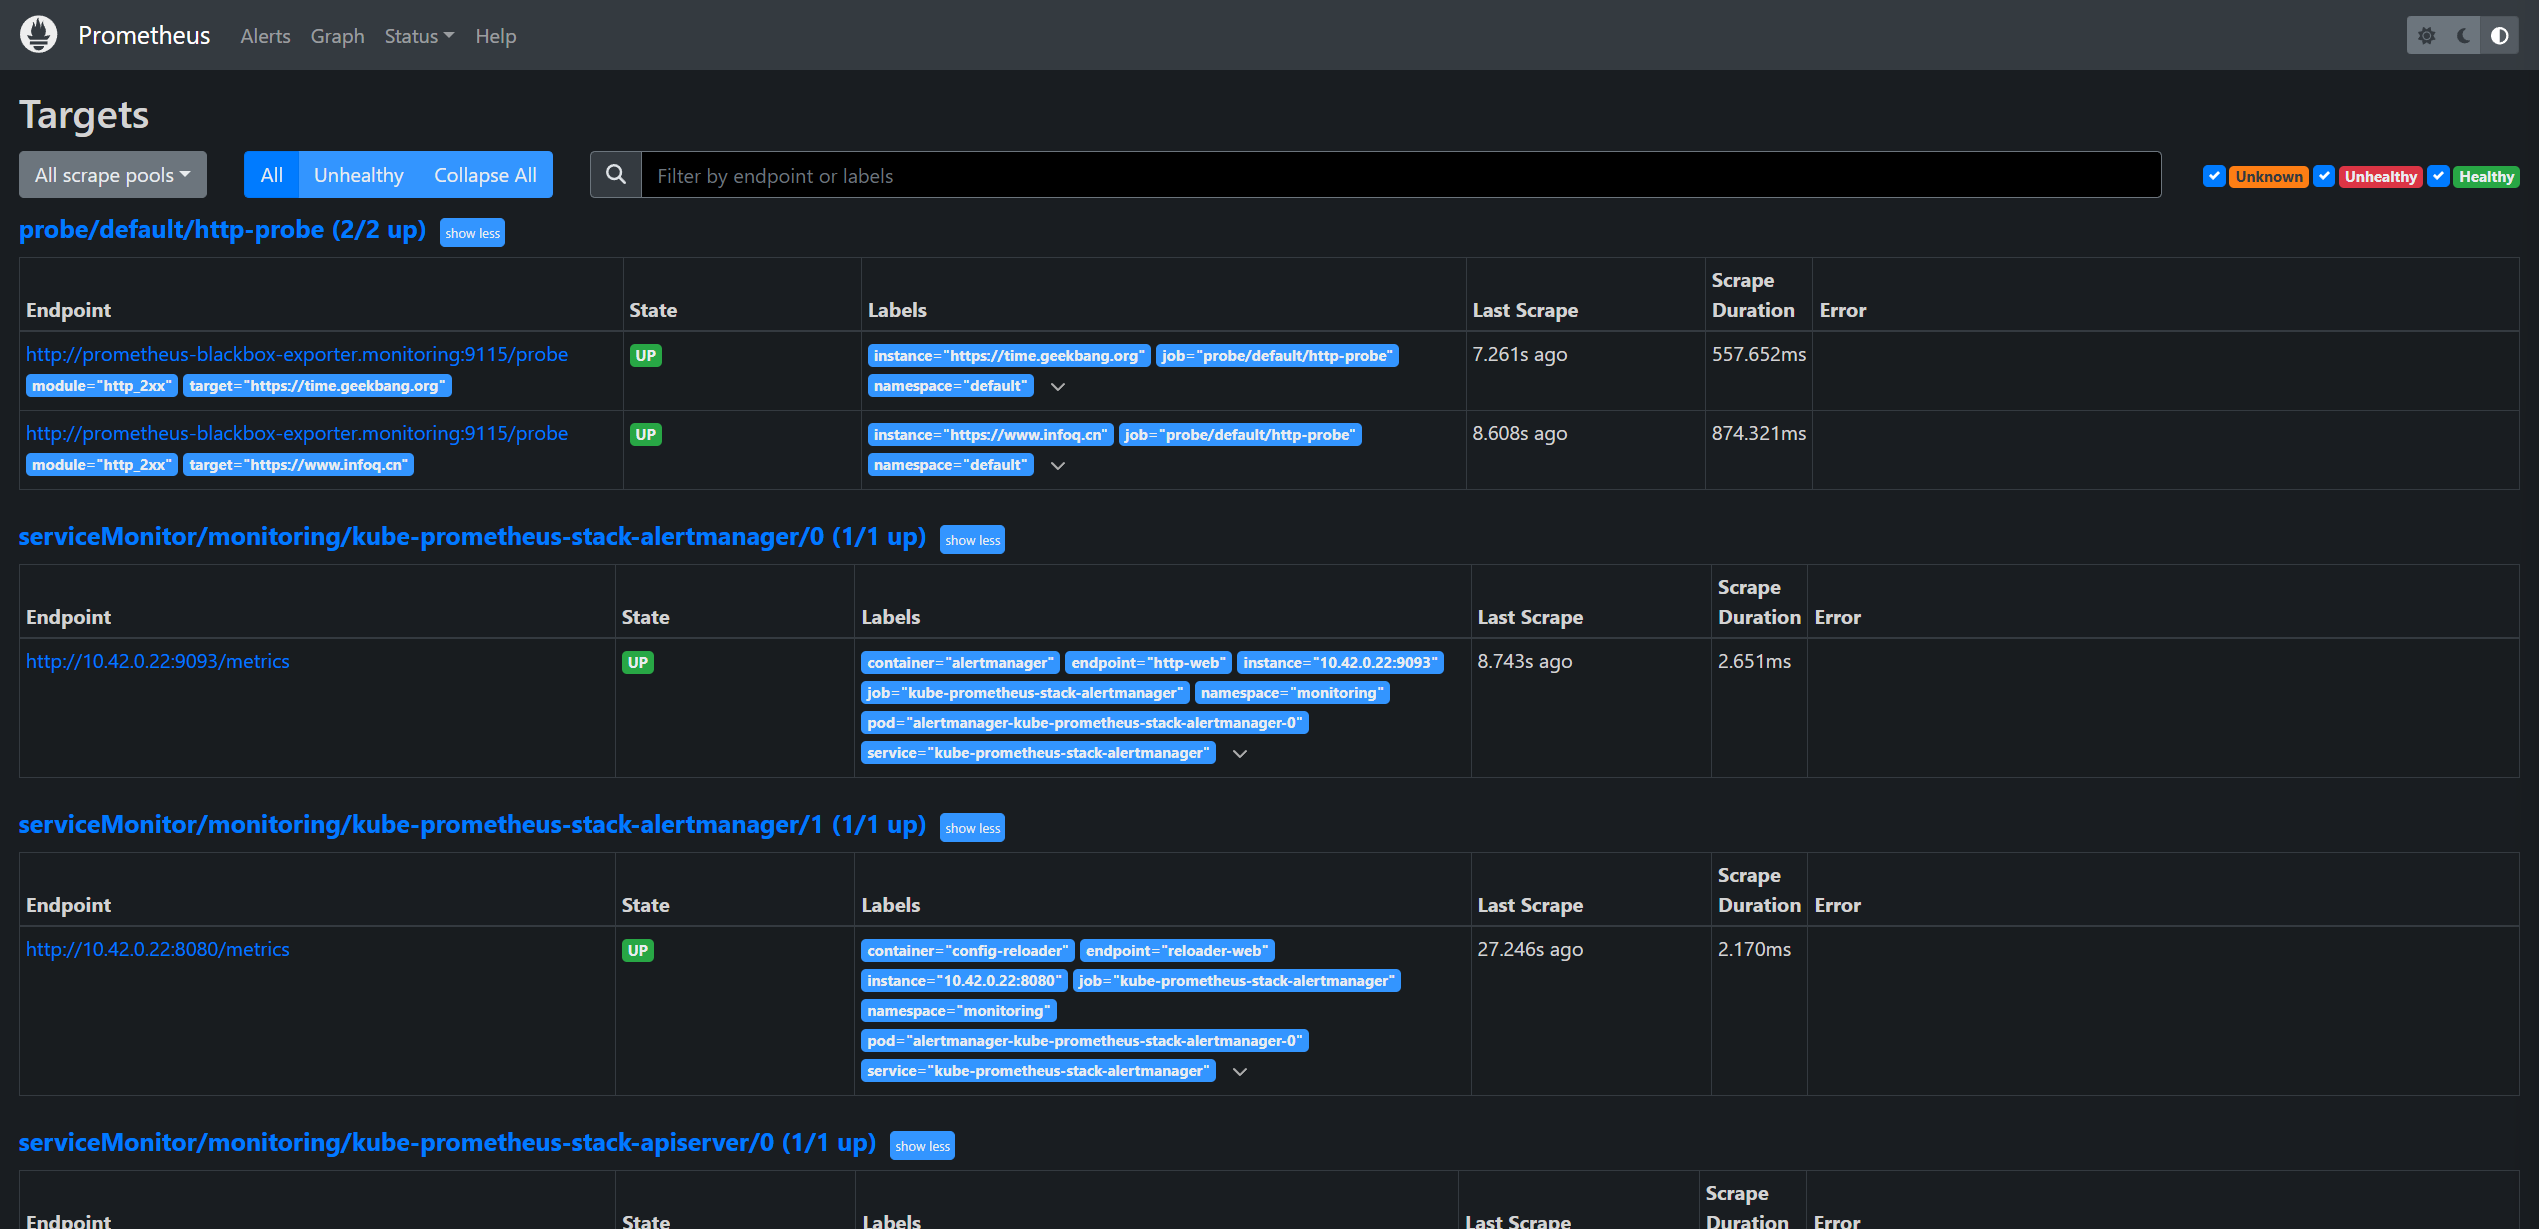 Prometheus Alerts Graph Status Help
Targets
All scrape pools All Unhealthy Collapse All Filter by endpoint or labels Unknown Unhealthy Healthy
probe/default/http-probe (2/2 up) show less
Endpoint State Labels Last Scrape Scrape Duration Error
http://prometheus-blackbox-exporter.monitoring:9115/probe UP instance="https://time.geekbang.org" job="probe/default/http-probe" 7.261s ago 557.652ms
module="http_2xx" target="https://time.geekbang.org" namespace="default"
http://prometheus-blackbox-exporter.monitoring:9115/probe UP instance="https://www.infoq.cn" job="probe/default/http-probe" 8.608s ago 874.321ms
module="http_2xx" target="https://www.infoq.cn" namespace="default"
serviceMonitor/monitoring/kube-prometheus-stack-alertmanager/0 (1/1 up) show less
Endpoint State Labels Last Scrape Scrape Duration Error
http://10.42.0.22:9093/metrics UP container="alertmanager" endpoint="http-web" instance="10.42.0.22:9093" 8.743s ago 2.651ms
job="kube-prometheus-stack-alertmanager" namespace="monitoring"
pod="alertmanager-kube-prometheus-stack-alertmanager-0"
service="kube-prometheus-stack-alertmanager"
serviceMonitor/monitoring/kube-prometheus-stack-alertmanager/1 (1/1 up) show less
Endpoint State Labels Last Scrape Scrape Duration Error
http://10.42.0.22:8080/metrics UP container="config-reloader" endpoint="reloader-web" 27.246s ago 2.170ms
instance="10.42.0.22:8080" job="kube-prometheus-stack-alertmanager"
namespace="monitoring"
pod="alertmanager-kube-prometheus-stack-alertmanager-0"
service="kube-prometheus-stack-alertmanager"
serviceMonitor/monitoring/kube-prometheus-stack-apiserver/0 (1/1 up) show less
Endpoint State Labels Last Scrape Scrape Duration Error